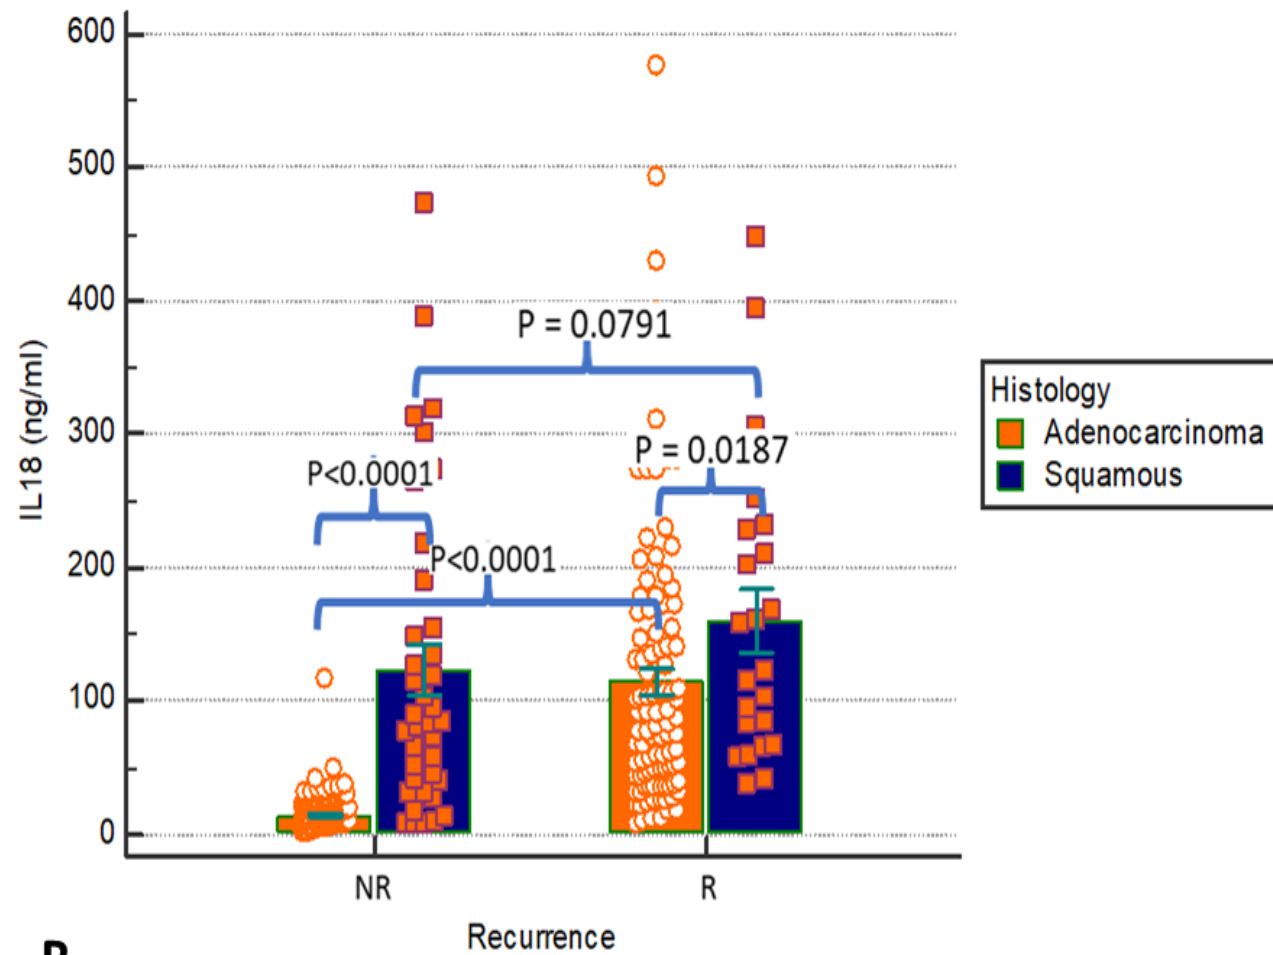 600
500
400
300
200
100
0
IL18 (ng/ml)
P = 0.0791
P = 0.0187
P<0.0001
P<0.0001
Histology
Adenocarcinoma
Squamous
NR
R
Recurrence